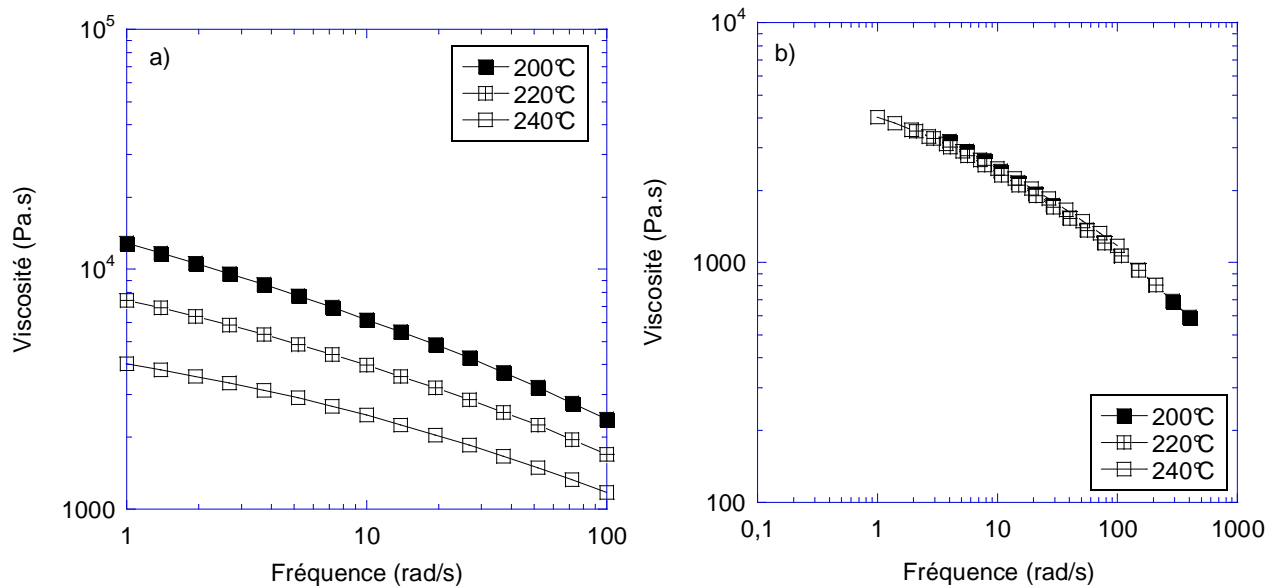 a)
10^5
10^4
1000
Viscosité (Pa.s)
200°C
220°C
240°C
1
10
100
Fréquence (rad/s)
b)
10^4
1000
100
Viscosité (Pa.s)
200°C
220°C
240°C
0,1
1
10
100
1000
Fréquence (rad/s)